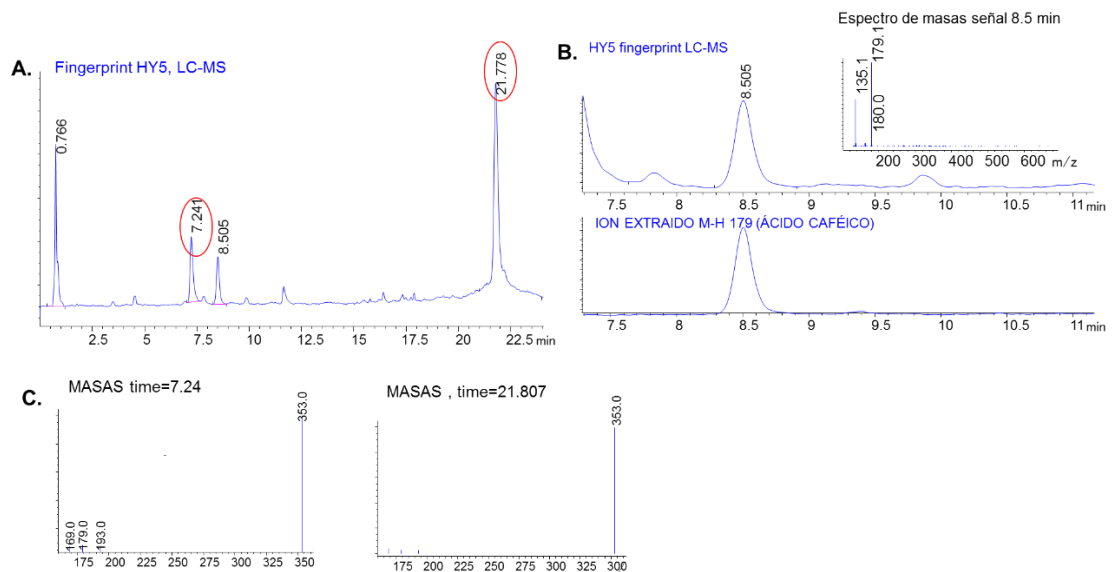 A.
Fingerprint HY5, LC-MS
0.766
7.241
8.505
21.778
2.5 5 7.5 10 12.5 15 17.5 20 22.5 min
B.
Espectro de masas señal 8.5 min
HY5 fingerprint LC-MS
8.505
135.1
179.1
180.0
200 300 400 500 600 m/z
7.5 8 8.5 9 9.5 10 10.5 11 min
ION EXTRAIDO M-H 179 (ÁCIDO CAFÉICO)
7.5 8 8.5 9 9.5 10 10.5 11 min
C.
MASAS time=7.24
353.0
169.0
179.0
193.0
175 200 225 250 275 300 325 350
MASAS , time=21.807
353.0
175 200 225 250 275 300 325 300